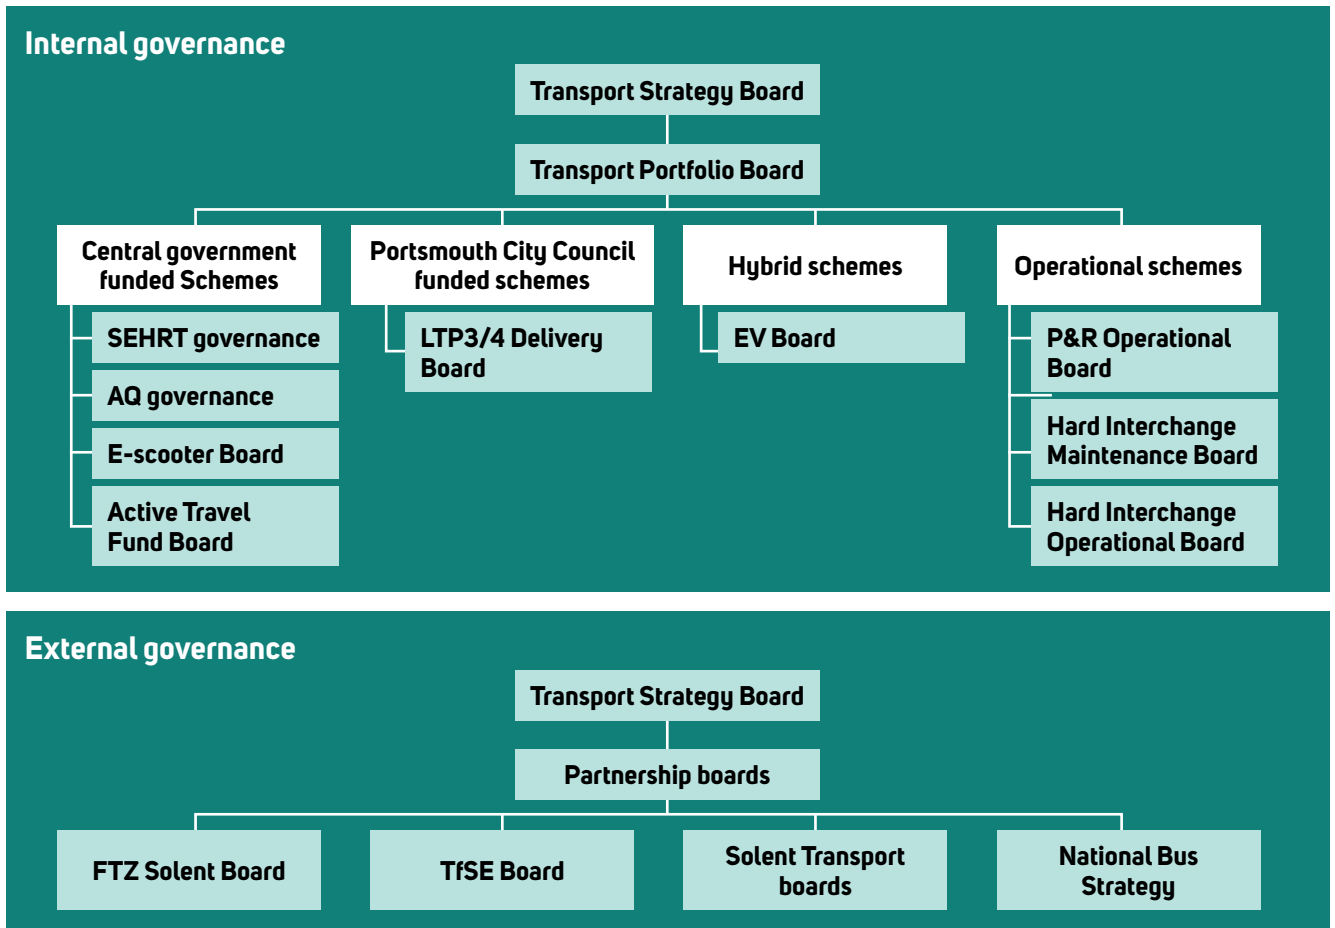 Internal governance
Transport Strategy Board
Transport Portfolio Board
Central government
funded Schemes
SEHRT governance
AQ governance
E-scooter Board
Active Travel
Fund Board
Portsmouth City Council
funded schemes
LTP3/4 Delivery
Board
Hybrid schemes
EV Board
Operational schemes
P&R Operational
Board
Hard Interchange
Maintenance Board
Hard Interchange
Operational Board
External governance
Transport Strategy Board
Partnership boards
FTZ Solent Board
TfSE Board
Solent Transport
boards
National Bus
Strategy